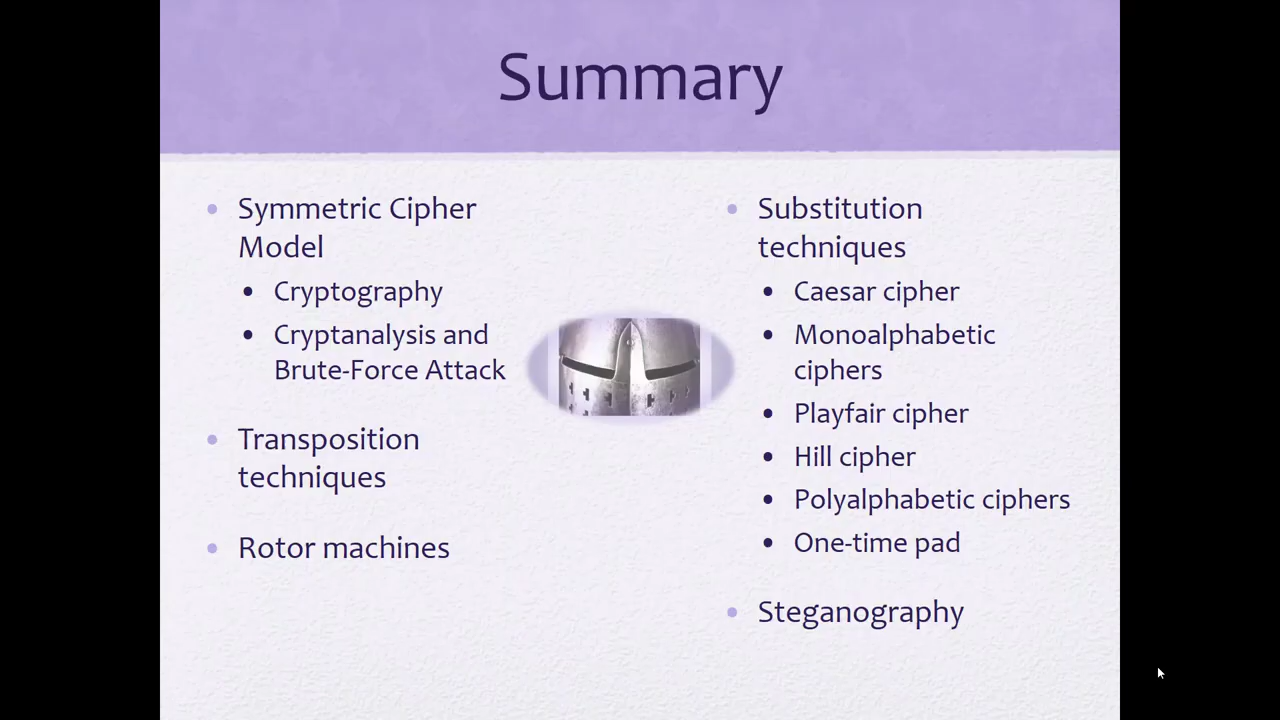 Summary
Symmetric Cipher
Model
Cryptography
Cryptanalysis and
Brute-Force Attack
Transposition
techniques
Rotor machines
Substitution
techniques
Caesar cipher
Monoalphabetic
ciphers
Playfair cipher
Hill cipher
Polyalphabetic ciphers
One-time pad
Steganography